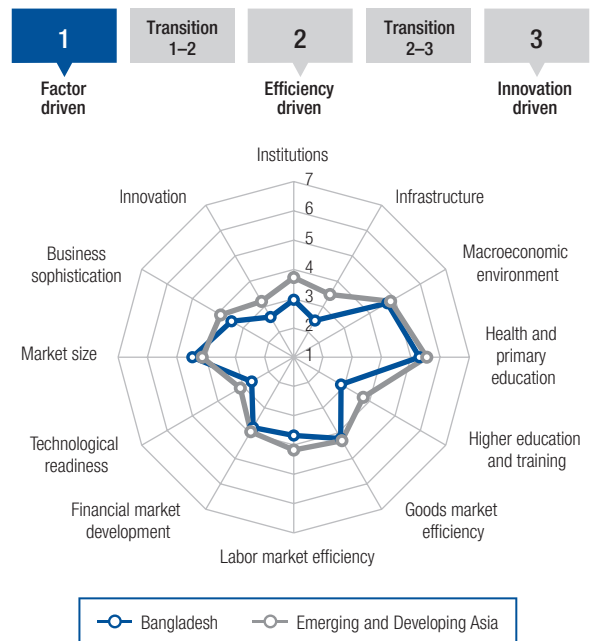 1
Transition
1–2
2
Transition
2–3
3
Factor
driven
Efficiency
driven
Innovation
driven
Institutions
Infrastructure
Macroeconomic
environment
Health and
primary
education
Higher education
and training
Goods market
efficiency
Labor market efficiency
Financial market
development
Technological
readiness
Market size
Business
sophistication
Innovation
7
6
5
4
3
2
1
Bangladesh
Emerging and Developing Asia